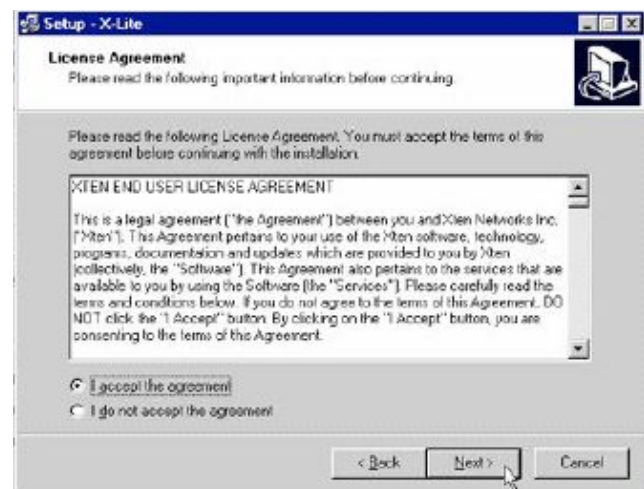 Setup - X-Lite
License Agreement
Please read the following important information before continuing.
Please read the following License Agreement. You must accept the terms of this
agreement before continuing with the installation.
XTEN END USER LICENSE AGREEMENT
This is a legal agreement ("the Agreement") between you and Xten Networks Inc.
("Xten"). This Agreement pertains to your use of the Xten software, technology,
programs, documentation and updates which are provided to you by Xten
(collectively, the "Software"). This Agreement also pertains to the services that are
available to you by using the Software (the "Services"). Please carefully read the
terms and conditions below. If you do not agree to the terms of this Agreement, DO
NOT click the "I Accept" button. By clicking on the "I Accept" button, you are
consenting to the terms of this Agreement.
I accept the agreement
I do not accept the agreement
< Back Next > Cancel